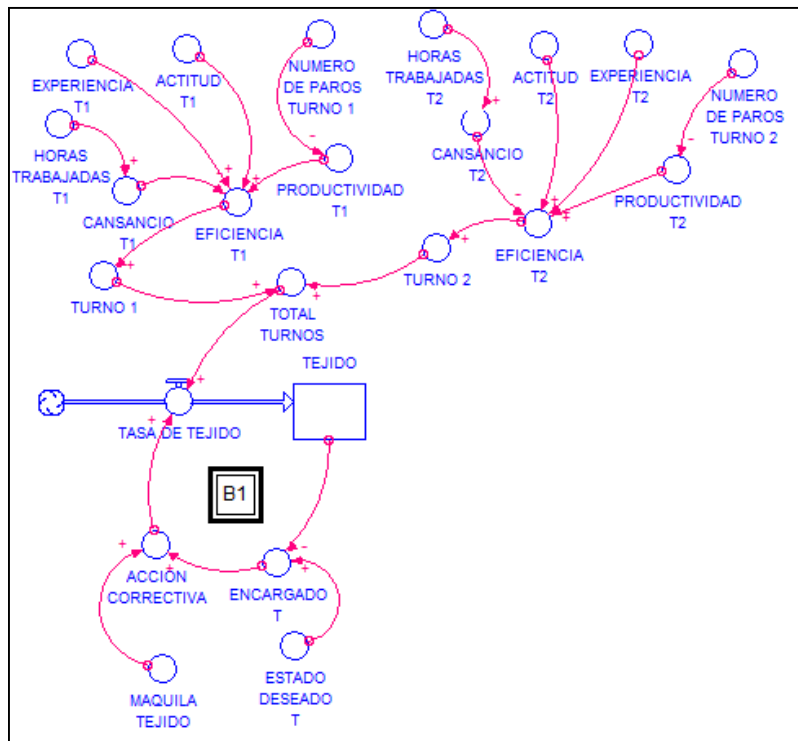 EXPERIENCIA
T1
ACTITUD
T1
NUMERO
DE PAROS
TURNO 1
HORAS
TRABAJADAS
T2
ACTITUD
T2
EXPERIENCIA
T2
NUMERO
DE PAROS
TURNO 2
HORAS
TRABAJADAS
T1
CANSANCIO
T1
EFICIENCIA
T1
PRODUCTIVIDAD
T1
CANSANCIO
T2
EFICIENCIA
T2
PRODUCTIVIDAD
T2
TURNO 1
TOTAL
TURNOS
TURNO 2
TEJIDO
TASA DE TEJIDO
B1
ACCIÓN
CORRECTIVA
ENCARGADO
T
MAQUILA
TEJIDO
ESTADO
DESEADO
T